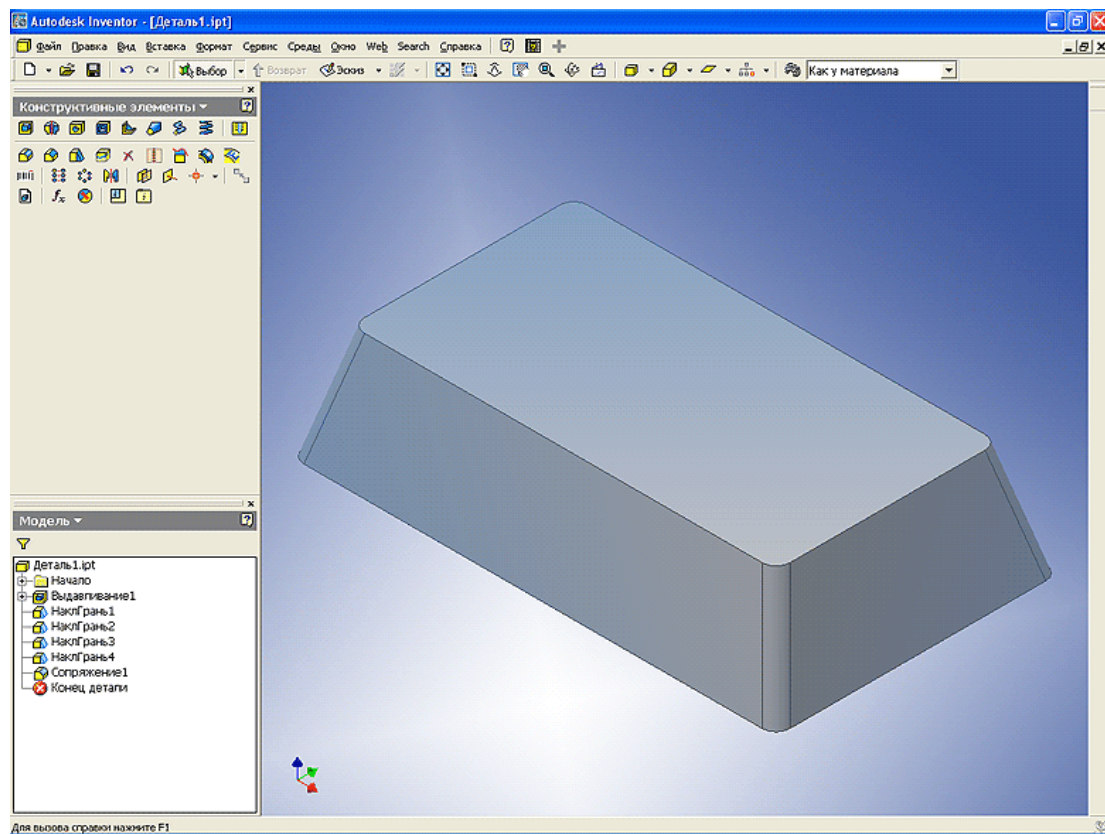 Autodesk Inventor - [Деталь1.ipt]
Файл Правка Вид Вставка Формат Сервис Среды Окно Web Search Справка
Выбор Возврат Эскиз Как у материала
Конструктивные элементы
Модель
Деталь1.ipt
Начало
Выдавливание1
НаклГрань1
НаклГрань2
НаклГрань3
НаклГрань4
Сопряжение1
Конец детали
Для вызова справки нажмите F1